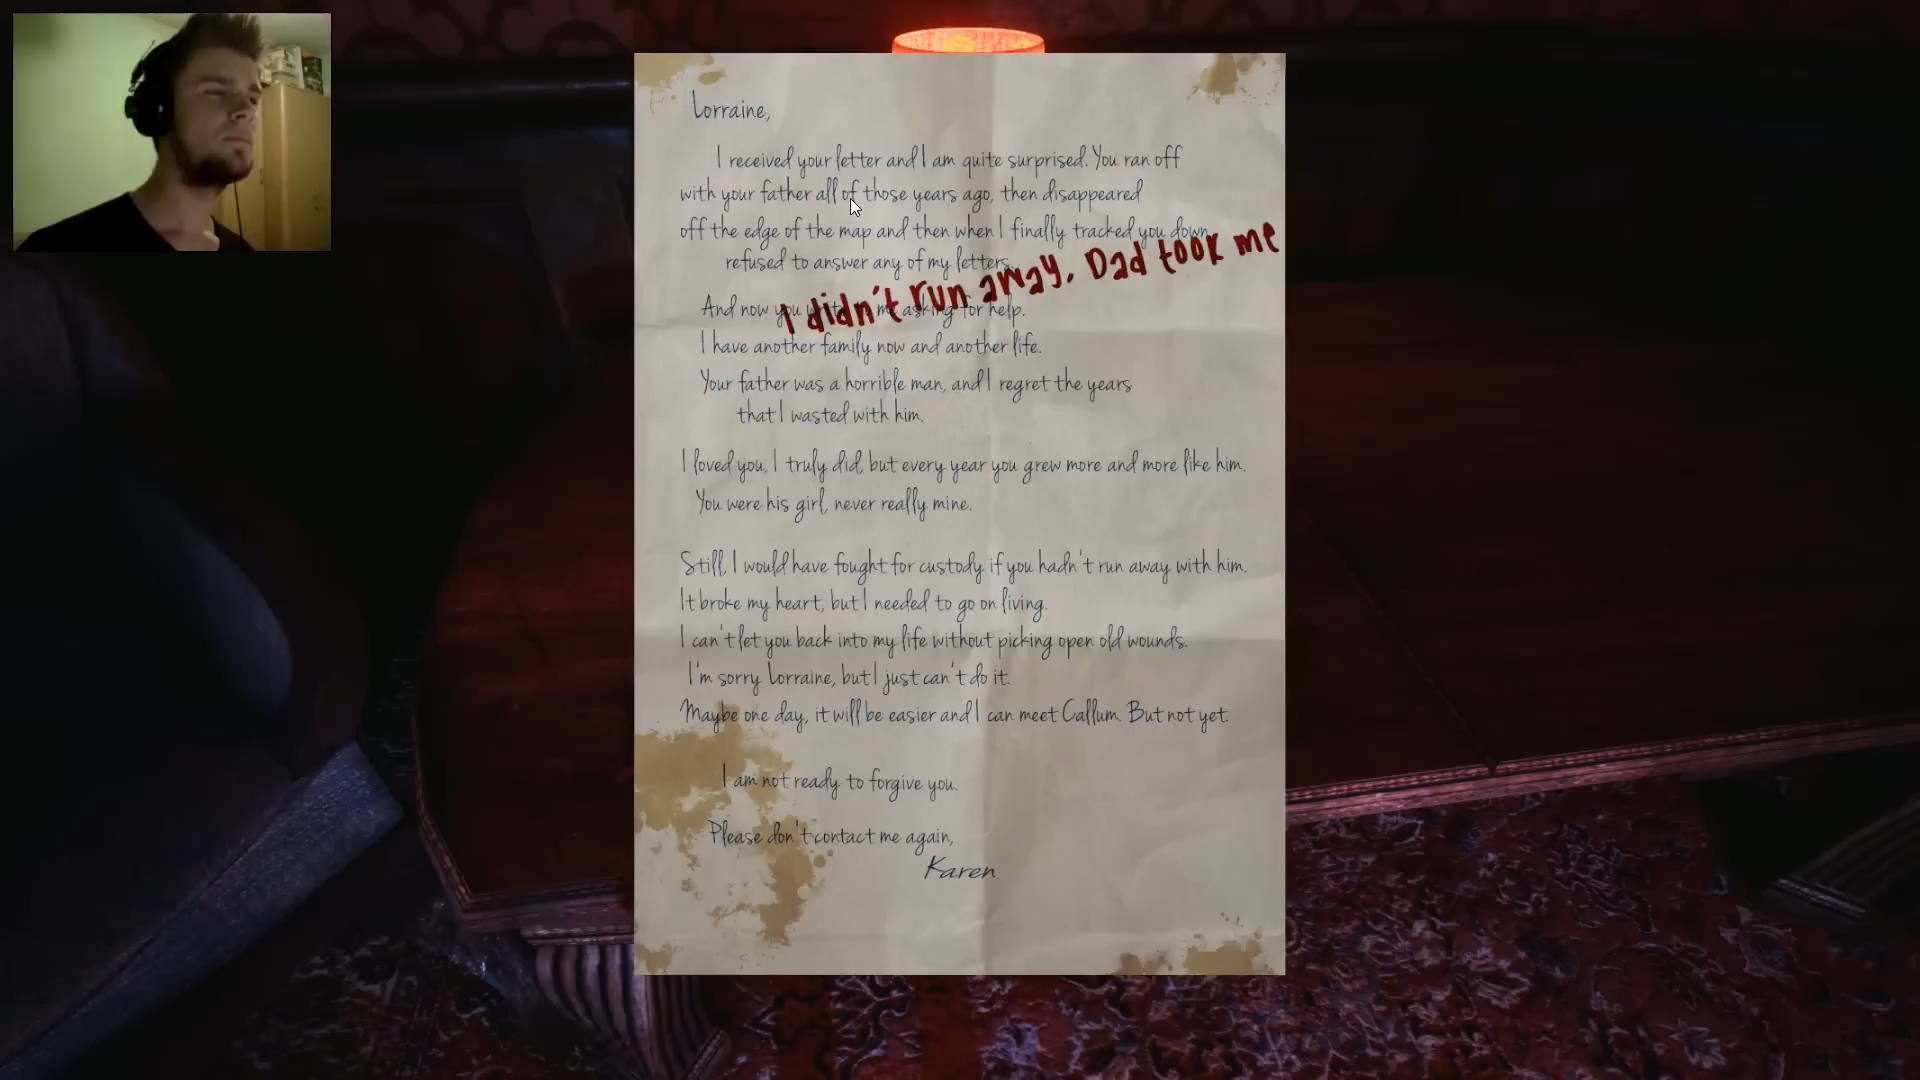 Lorraine,
I received your letter and I am quite surprised. You ran off
with your father all of those years ago, then disappeared
off the edge of the map and then when I finally tracked you down
refused to answer any of my letters.
I didn't run away. Dad took me
And now you me asking for help.
I have another family now and another life.
Your father was a horrible man, and I regret the years
that I wasted with him.
I loved you, I truly did, but every year you grew more and more like him.
You were his girl, never really mine.
Still, I would have fought for custody if you hadn't run away with him.
It broke my heart, but I needed to go on living.
I can't let you back into my life without picking open old wounds.
I'm sorry Lorraine, but I just can't do it.
Maybe one day, it will be easier and I can meet Callum. But not yet.
I am not ready to forgive you.
Please don't contact me again,
Karen